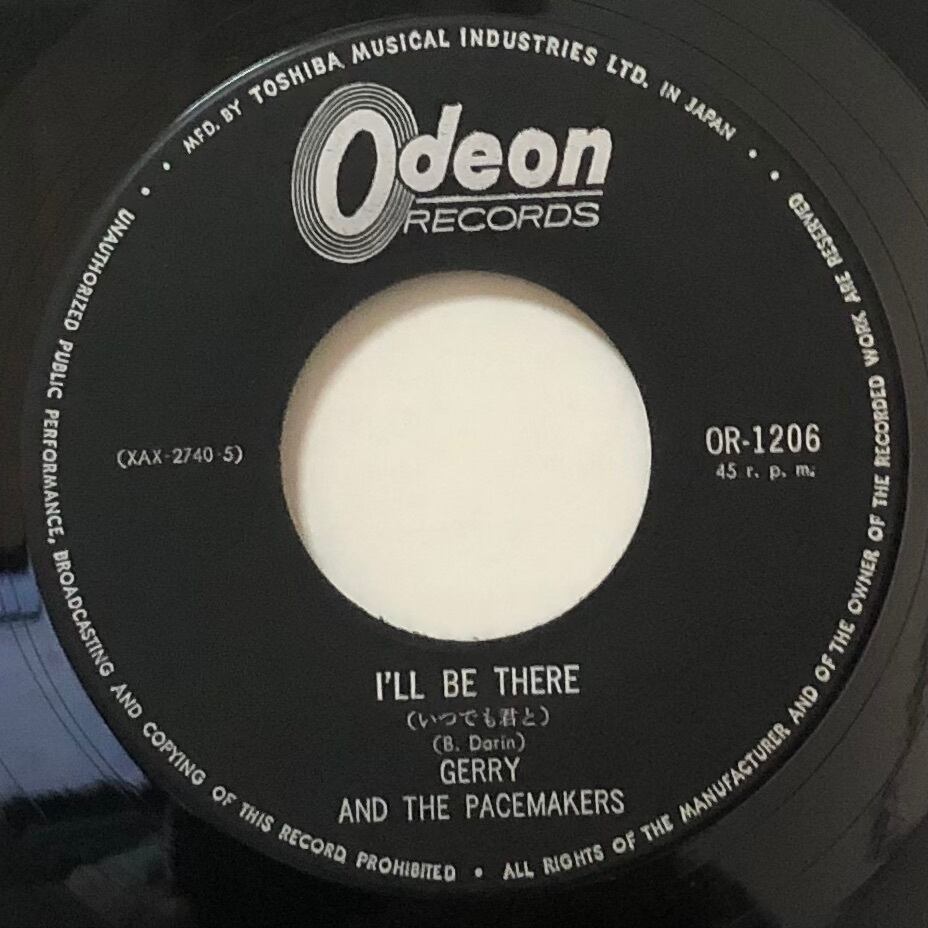 MFD. BY TOSHIBA MUSICAL INDUSTRIES LTD. IN JAPAN
Odeon
RECORDS
(XAX-2740-5)
OR-1206
45 r. p. m.
I'LL BE THERE
(いつでも君と)
(B. Darin)
GERRY
AND THE PACEMAKERS
UNAUTHORIZED PUBLIC PERFORMANCE, BROADCASTING AND COPYING OF THIS RECORD PROHIBITED • ALL RIGHTS OF THE MANUFACTURER AND OF THE OWNER OF THE RECORDED WORK ARE RESERVED